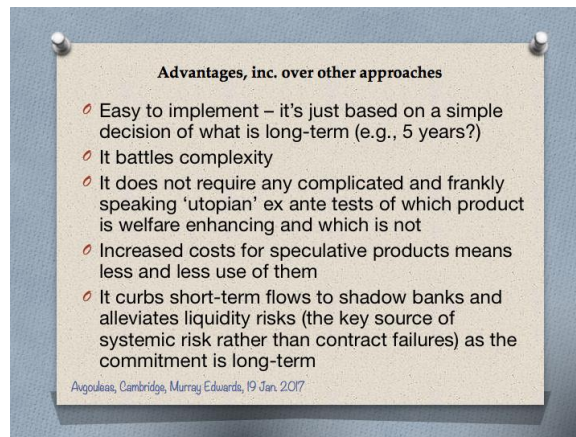 Advantages, inc. over other approaches
Easy to implement – it's just based on a simple
decision of what is long-term (e.g., 5 years?)
It battles complexity
It does not require any complicated and frankly
speaking 'utopian' ex ante tests of which product
is welfare enhancing and which is not
Increased costs for speculative products means
less and less use of them
It curbs short-term flows to shadow banks and
alleviates liquidity risks (the key source of
systemic risk rather than contract failures) as the
commitment is long-term
Avgouleas, Cambridge, Murray Edwards, 19 Jan. 2017